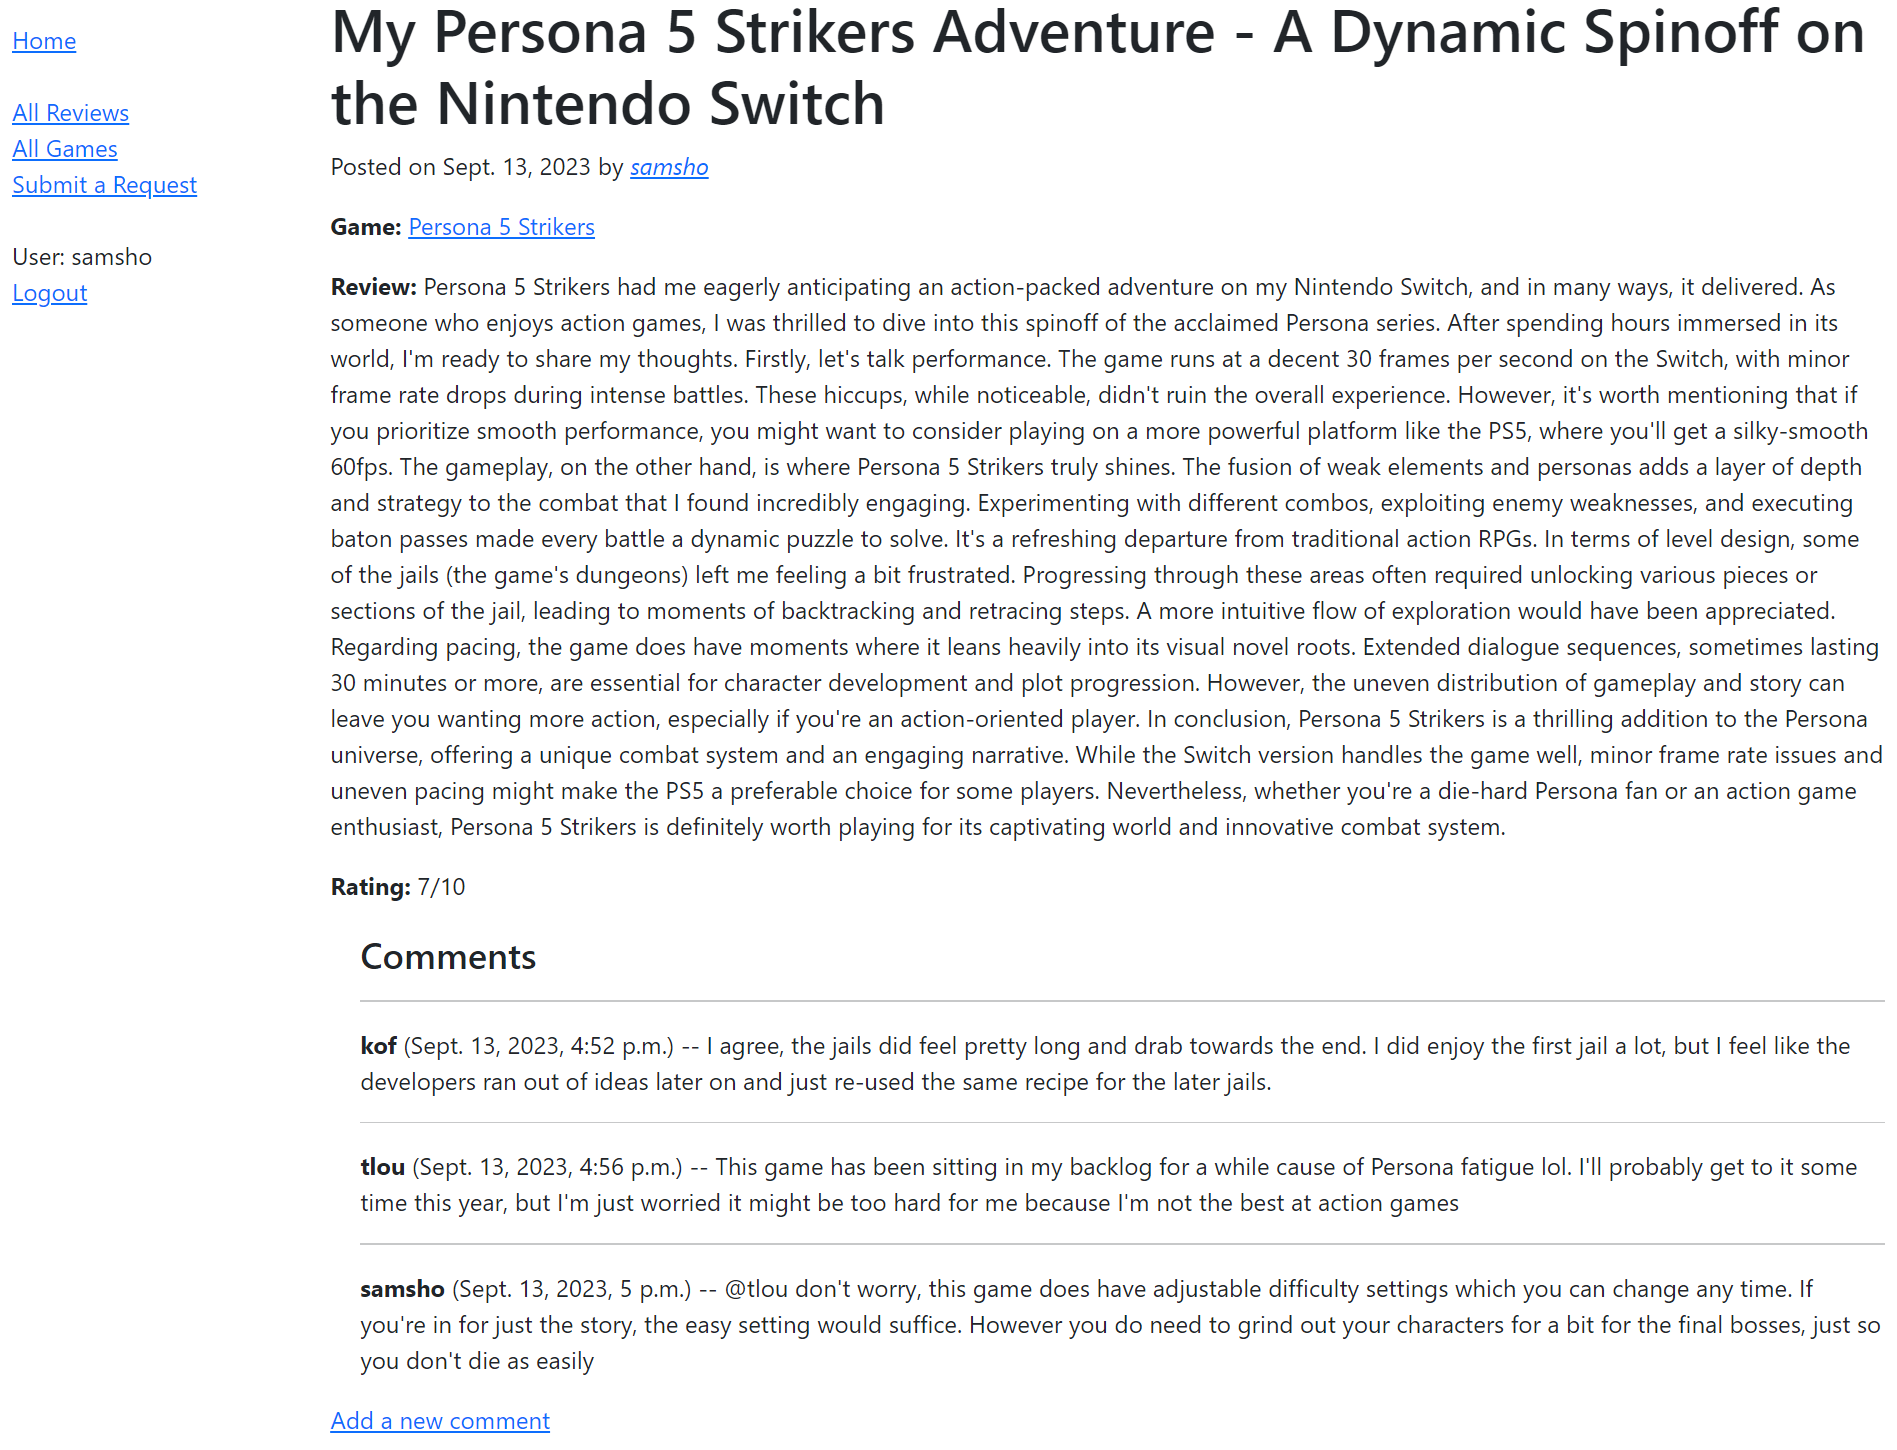 Home
All Reviews
All Games
Submit a Request
User: samsho
Logout
My Persona 5 Strikers Adventure - A Dynamic Spinoff on
the Nintendo Switch
Posted on Sept. 13, 2023 by samsho
Game: Persona 5 Strikers
Review: Persona 5 Strikers had me eagerly anticipating an action-packed adventure on my Nintendo Switch, and in many ways, it delivered. As
someone who enjoys action games, I was thrilled to dive into this spinoff of the acclaimed Persona series. After spending hours immersed in its
world, I'm ready to share my thoughts. Firstly, let's talk performance. The game runs at a decent 30 frames per second on the Switch, with minor
frame rate drops during intense battles. These hiccups, while noticeable, didn't ruin the overall experience. However, it's worth mentioning that if
you prioritize smooth performance, you might want to consider playing on a more powerful platform like the PS5, where you'll get a silky-smooth
60fps. The gameplay, on the other hand, is where Persona 5 Strikers truly shines. The fusion of weak elements and personas adds a layer of depth
and strategy to the combat that I found incredibly engaging. Experimenting with different combos, exploiting enemy weaknesses, and executing
baton passes made every battle a dynamic puzzle to solve. It's a refreshing departure from traditional action RPGs. In terms of level design, some
of the jails (the game's dungeons) left me feeling a bit frustrated. Progressing through these areas often required unlocking various pieces or
sections of the jail, leading to moments of backtracking and retracing steps. A more intuitive flow of exploration would have been appreciated.
Regarding pacing, the game does have moments where it leans heavily into its visual novel roots. Extended dialogue sequences, sometimes lasting
30 minutes or more, are essential for character development and plot progression. However, the uneven distribution of gameplay and story can
leave you wanting more action, especially if you're an action-oriented player. In conclusion, Persona 5 Strikers is a thrilling addition to the Persona
universe, offering a unique combat system and an engaging narrative. While the Switch version handles the game well, minor frame rate issues and
uneven pacing might make the PS5 a preferable choice for some players. Nevertheless, whether you're a die-hard Persona fan or an action game
enthusiast, Persona 5 Strikers is definitely worth playing for its captivating world and innovative combat system.
Rating: 7/10
Comments
kof (Sept. 13, 2023, 4:52 p.m.) -- I agree, the jails did feel pretty long and drab towards the end. I did enjoy the first jail a lot, but I feel like the
developers ran out of ideas later on and just re-used the same recipe for the later jails.
tlou (Sept. 13, 2023, 4:56 p.m.) -- This game has been sitting in my backlog for a while cause of Persona fatigue lol. I'll probably get to it some
time this year, but I'm just worried it might be too hard for me because I'm not the best at action games
samsho (Sept. 13, 2023, 5 p.m.) -- @tlou don't worry, this game does have adjustable difficulty settings which you can change any time. If
you're in for just the story, the easy setting would suffice. However you do need to grind out your characters for a bit for the final bosses, just so
you don't die as easily
Add a new comment